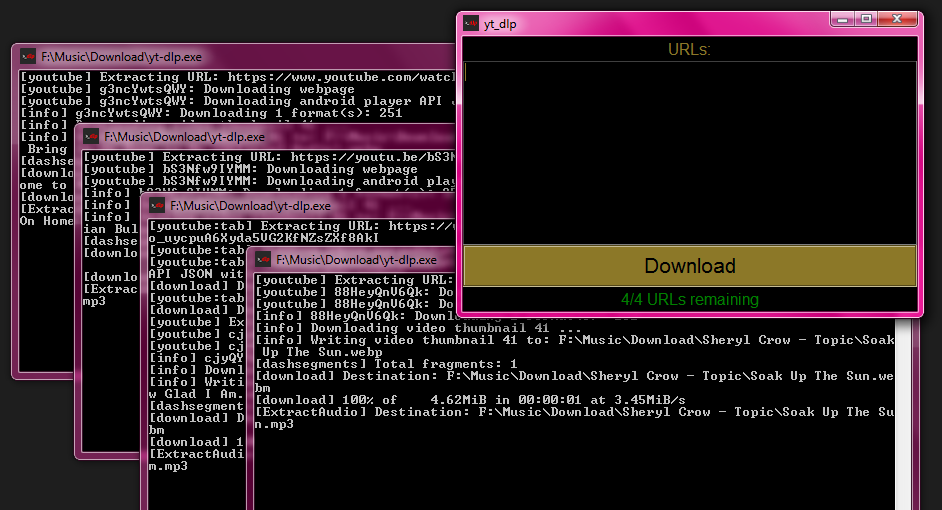 F:\Music\Download\yt-dlp.exe
[youtube] Extracting URL: https://www.youtube.com/watc
[youtube] g3ncYwtsQWY: Downloading webpage
[youtube] g3ncYwtsQWY: Downloading android player API J
[info] g3ncYwtsQWY: Downloading 1 format(s): 251
[info]
[info]
Bring
[dashs
[downlo
ome to
[downlo
[Extrac
On Home
F:\Music\Download\yt-dlp.exe
[youtube] Extracting URL: https://youtu.be/bS3N
[youtube] bS3Nfw9IYMM: Downloading webpage
[youtube] bS3Nfw9IYMM: Downloading android play
[info]
[info]
[info]
ian Bul
[dashse
[downlo
[downlo
[Extrac
mp3
F:\Music\Download\yt-dlp.exe
[youtube:tab] Extracting URL: https://
o_uycpuA6Xyda5VG2KfNZsZXf8AkI
[youtube:tab
[youtube:tab
API JSON wit
[download] D
[youtube:tab
[download] D
[youtube] Ex
[youtube] cj
[youtube] cj
[info] cjyQY
[info] Downl
[info] Writi
w Glad I Am.
[dashsegment
[download] D
bm
[download] 1
[ExtractAudi
m.mp3
F:\Music\Download\yt-dlp.exe
[youtube] Extracting URL:
[youtube] 88HeyQnV6Qk: Do
[youtube] 88HeyQnV6Qk: Do
[info] 88HeyQnV6Qk:
[info] Downloading video thumbnail 41 ...
[info] Writing video thumbnail 41 to: F:\Music\Download\Sheryl Crow - Topic\Soak
Up The Sun.webp
[dashsegments] Total fragments: 1
[download] Destination: F:\Music\Download\Sheryl Crow - Topic\Soak Up The Sun.we
bm
[download] 100% of 4.62MiB in 00:00:01 at 3.45MiB/s
[ExtractAudio] Destination: F:\Music\Download\Sheryl Crow - Topic\Soak Up The Su
n.mp3
yt_dlp
URLs:
Download
4/4 URLs remaining